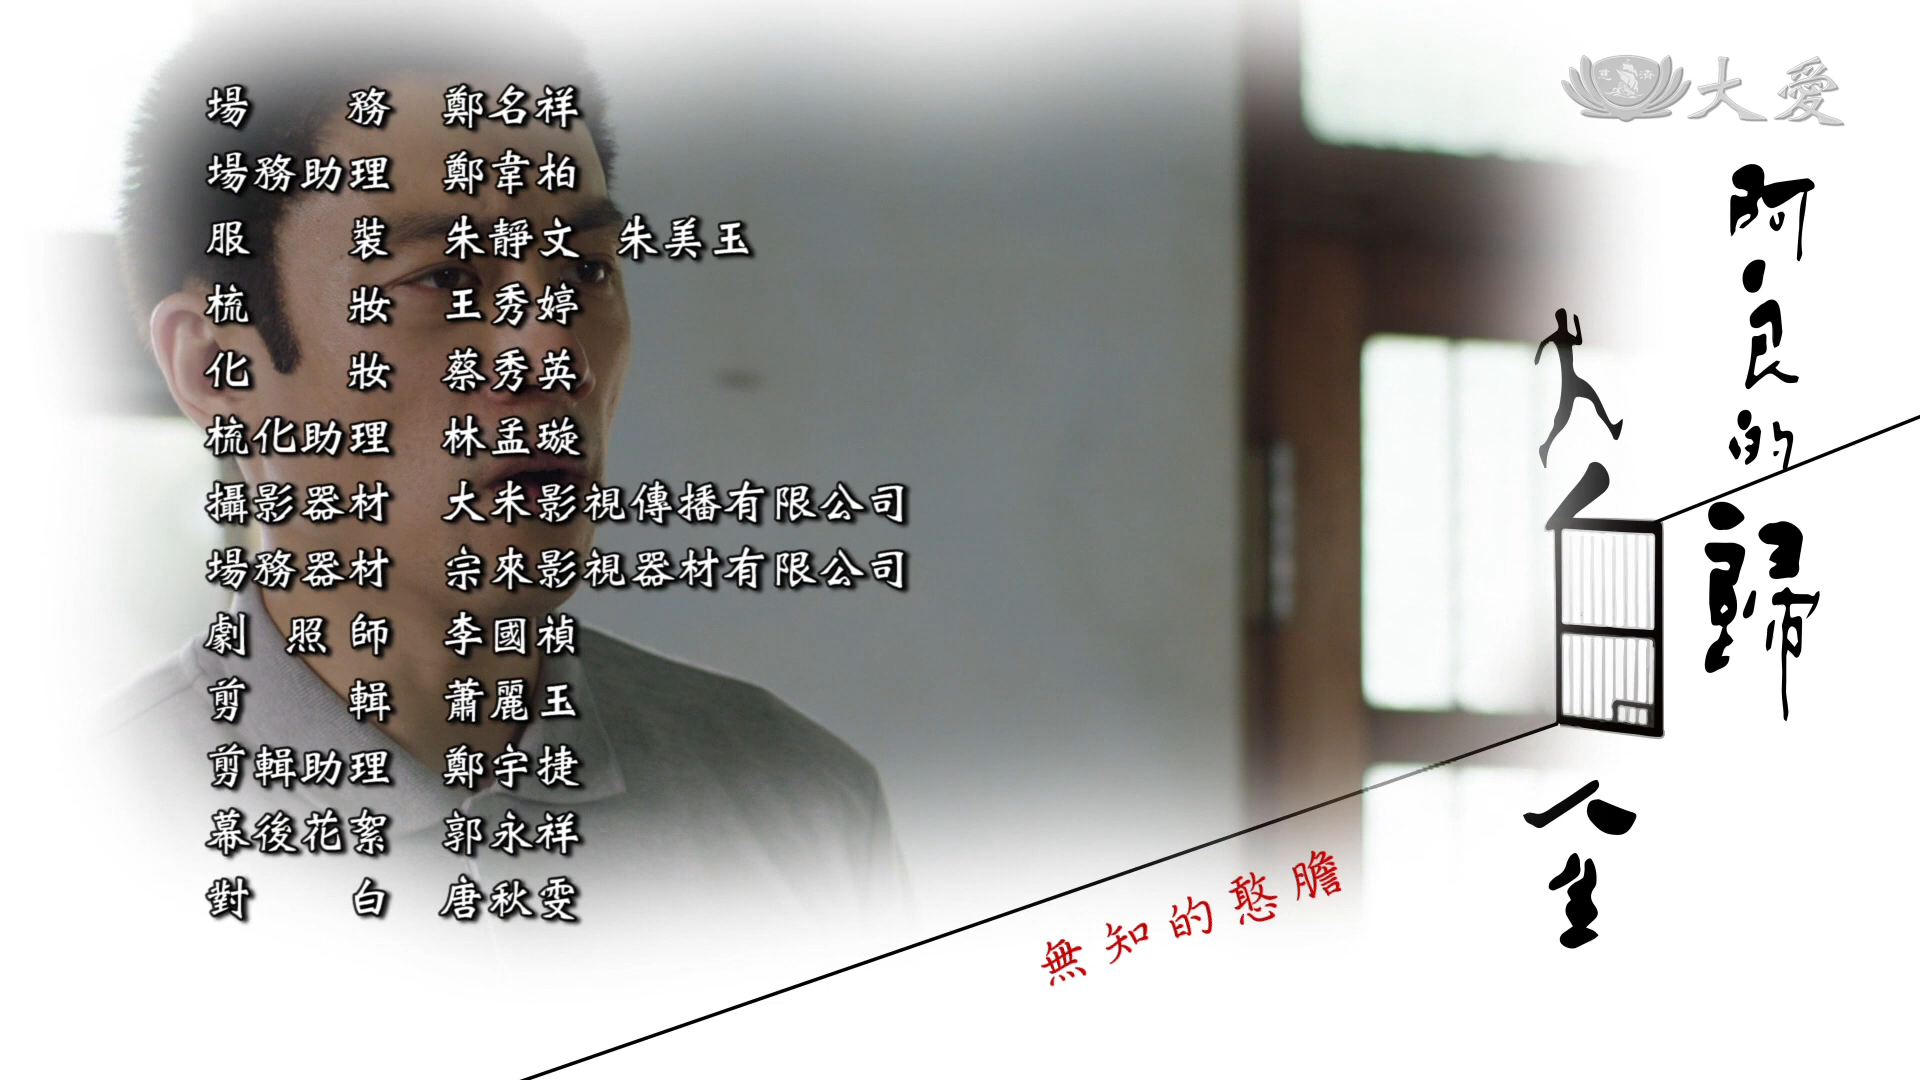 場務 鄭名祥
場務助理 鄭韋柏
服裝 朱靜文 朱美玉
梳妝 王秀婷
化妝 蔡秀英
梳化助理 林孟璇
攝影器材 大米影視傳播有限公司
場務器材 宗來影視器材有限公司
劇照師 李國禎
剪輯 蕭麗玉
剪輯助理 鄭宇捷
幕後花絮 郭永祥
對白 唐秋雯
慈濟
大愛
阿良的歸
人生
無知的憨膽